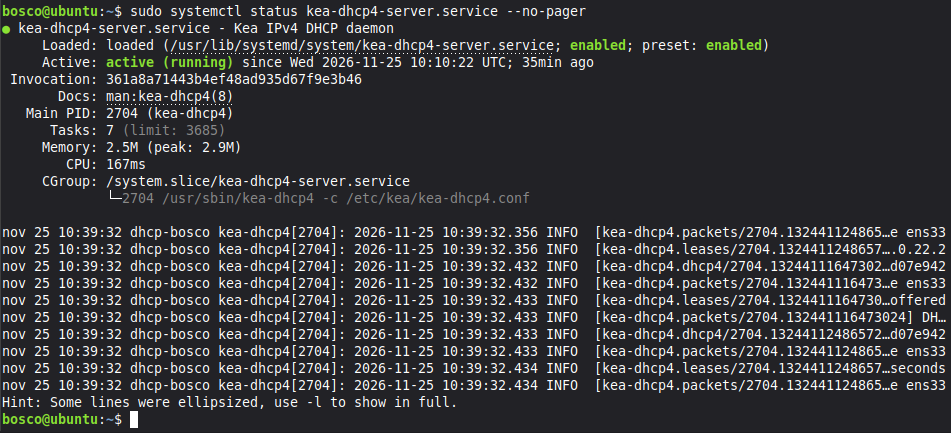 bosco@ubuntu:~$ sudo systemctl status kea-dhcp4-server.service --no-pager
● kea-dhcp4-server.service - Kea IPv4 DHCP daemon
     Loaded: loaded (/usr/lib/systemd/system/kea-dhcp4-server.service; enabled; preset: enabled)
     Active: active (running) since Wed 2026-11-25 10:10:22 UTC; 35min ago
 Invocation: 361a8a71443b4ef48ad935d67f9e3b46
       Docs: man:kea-dhcp4(8)
   Main PID: 2704 (kea-dhcp4)
      Tasks: 7 (limit: 3685)
     Memory: 2.5M (peak: 2.9M)
        CPU: 167ms
     CGroup: /system.slice/kea-dhcp4-server.service
             └─2704 /usr/sbin/kea-dhcp4 -c /etc/kea/kea-dhcp4.conf
nov 25 10:39:32 dhcp-bosco kea-dhcp4[2704]: 2026-11-25 10:39:32.356 INFO  [kea-dhcp4.packets/2704.132441124865…e ens33
nov 25 10:39:32 dhcp-bosco kea-dhcp4[2704]: 2026-11-25 10:39:32.356 INFO  [kea-dhcp4.leases/2704.1324411248657….0.22.2
nov 25 10:39:32 dhcp-bosco kea-dhcp4[2704]: 2026-11-25 10:39:32.432 INFO  [kea-dhcp4.dhcp4/2704.13244111647302…d07e942
nov 25 10:39:32 dhcp-bosco kea-dhcp4[2704]: 2026-11-25 10:39:32.432 INFO  [kea-dhcp4.packets/2704.132441116473…e ens33
nov 25 10:39:32 dhcp-bosco kea-dhcp4[2704]: 2026-11-25 10:39:32.433 INFO  [kea-dhcp4.leases/2704.1324411164730…offered
nov 25 10:39:32 dhcp-bosco kea-dhcp4[2704]: 2026-11-25 10:39:32.433 INFO  [kea-dhcp4.packets/2704.132441116473024] DH…
nov 25 10:39:32 dhcp-bosco kea-dhcp4[2704]: 2026-11-25 10:39:32.433 INFO  [kea-dhcp4.dhcp4/2704.13244112486572…d07e942
nov 25 10:39:32 dhcp-bosco kea-dhcp4[2704]: 2026-11-25 10:39:32.433 INFO  [kea-dhcp4.packets/2704.132441124865…e ens33
nov 25 10:39:32 dhcp-bosco kea-dhcp4[2704]: 2026-11-25 10:39:32.434 INFO  [kea-dhcp4.leases/2704.1324411248657…seconds
nov 25 10:39:32 dhcp-bosco kea-dhcp4[2704]: 2026-11-25 10:39:32.434 INFO  [kea-dhcp4.packets/2704.132441124865…e ens33
Hint: Some lines were ellipsized, use -l to show in full.
bosco@ubuntu:~$